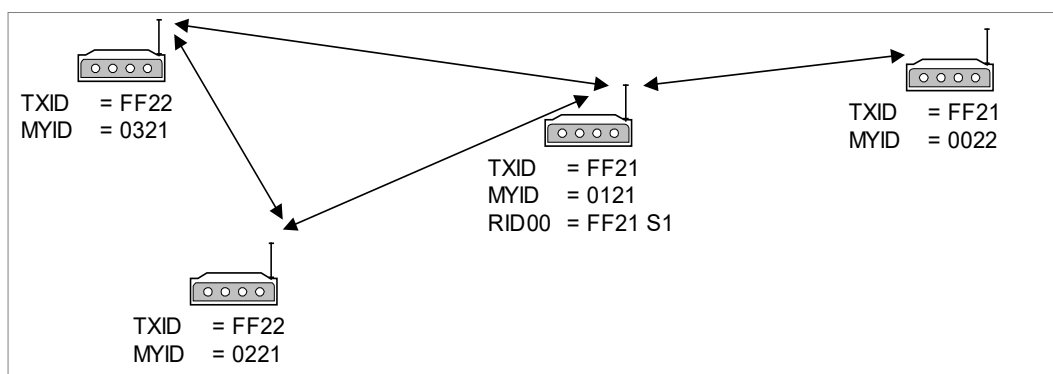 TXID = FF22
MYID = 0321
TXID = FF21
MYID = 0022
TXID = FF21
MYID = 0121
RID00 = FF21 S1
TXID = FF22
MYID = 0221